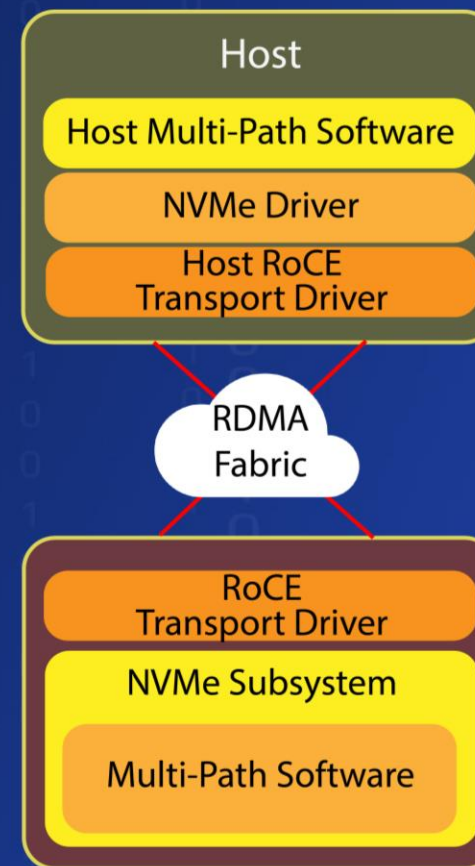 Host
Host Multi-Path Software
NVMe Driver
Host RoCE
Transport Driver
RDMA
Fabric
RoCE
Transport Driver
NVMe Subsystem
Multi-Path Software